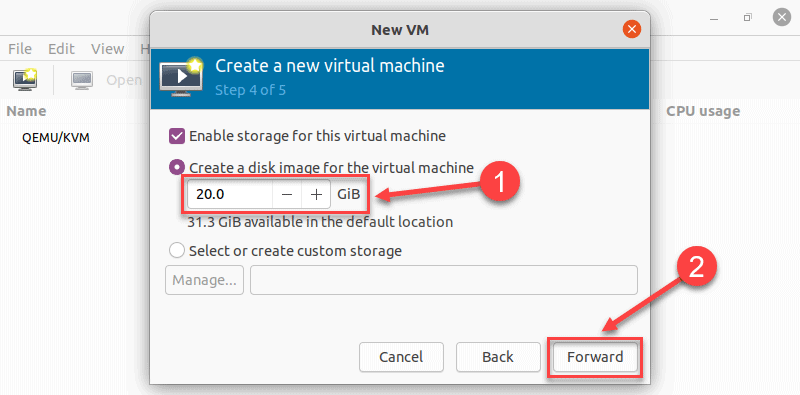 New VM
File Edit View H
Create a new virtual machine
Step 4 of 5
Open
Name
CPU usage
QEMU/KVM
Enable storage for this virtual machine
Create a disk image for the virtual machine
1
20.0 − + GiB
31.3 GiB available in the default location
Select or create custom storage
2
Manage...
Cancel Back Forward